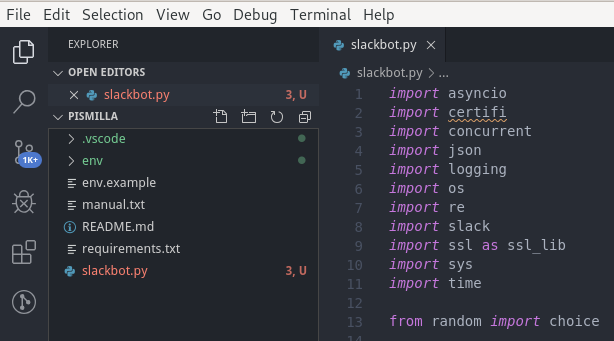 File Edit Selection View Go Debug Terminal Help
EXPLORER
OPEN EDITORS
slackbot.py 3, U
PISMILLA
.vscode
env
env.example
manual.txt
README.md
requirements.txt
slackbot.py 3, U
1K+
slackbot.py
slackbot.py > ...
1 import asyncio
2 import certifi
3 import concurrent
4 import json
5 import logging
6 import os
7 import re
8 import slack
9 import ssl as ssl_lib
10 import sys
11 import time
12
13 from random import choice
14